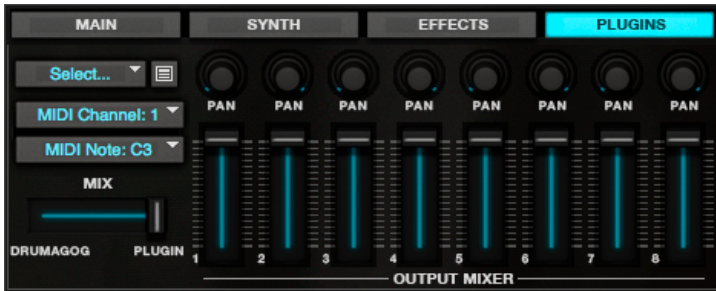 MAIN SYNTH EFFECTS PLUGINS
Select...
PAN PAN PAN PAN PAN PAN PAN PAN
MIDI Channel: 1
MIDI Note: C3
MIX
DRUMAGOG PLUGIN
1 2 3 4 5 6 7 8
OUTPUT MIXER